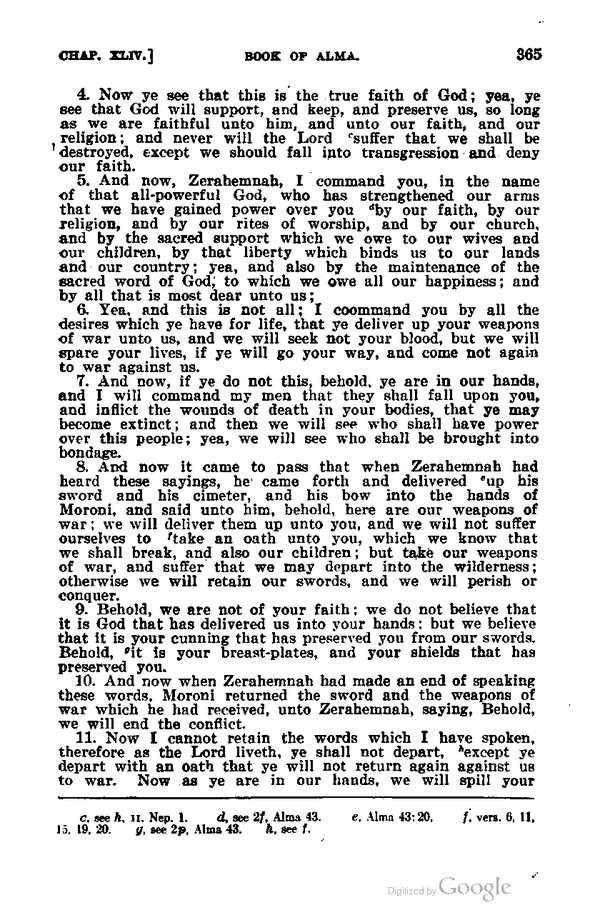 CHAP. XLIV.] BOOK OF ALMA. 365
4. Now ye see that this is the true faith of God; yea, ye
see that God will support, and keep, and preserve us, so long
as we are faithful unto him, and unto our faith, and our
religion; and never will the Lord ᶜsuffer that we shall be
destroyed, except we should fall into transgression and deny
our faith.
5. And now, Zerahemnah, I command you, in the name
of that all-powerful God, who has strengthened our arms
that we have gained power over you ᵈby our faith, by our
religion, and by our rites of worship, and by our church,
and by the sacred support which we owe to our wives and
our children, by that liberty which binds us to our lands
and our country; yea, and also by the maintenance of the
sacred word of God, to which we owe all our happiness; and
by all that is most dear unto us;
6. Yea, and this is not all; I coommand you by all the
desires which ye have for life, that ye deliver up your weapons
of war unto us, and we will seek not your blood, but we will
spare your lives, if ye will go your way, and come not again
to war against us.
7. And now, if ye do not this, behold, ye are in our hands,
and I will command my men that they shall fall upon you,
and inflict the wounds of death in your bodies, that ye may
become extinct; and then we will see who shall have power
over this people; yea, we will see who shall be brought into
bondage.
8. And now it came to pass that when Zerahemnah had
heard these sayings, he came forth and delivered ᵉup his
sword and his cimeter, and his bow into the hands of
Moroni, and said unto him, behold, here are our weapons of
war; we will deliver them up unto you, and we will not suffer
ourselves to ᶠtake an oath unto you, which we know that
we shall break, and also our children; but take our weapons
of war, and suffer that we may depart into the wilderness;
otherwise we will retain our swords, and we will perish or
conquer.
9. Behold, we are not of your faith; we do not believe that
it is God that has delivered us into your hands; but we believe
that it is your cunning that has preserved you from our swords.
Behold, ᵍit is your breast-plates, and your shields that has
preserved you.
10. And now when Zerahemnah had made an end of speaking
these words, Moroni returned the sword and the weapons of
war which he had received, unto Zerahemnah, saying, Behold,
we will end the conflict.
11. Now I cannot retain the words which I have spoken,
therefore as the Lord liveth, ye shall not depart, ʰexcept ye
depart with an oath that ye will not return again against us
to war. Now as ye are in our hands, we will spill your
c, see h, II. Nep. 1. d, see 2f, Alma 43. e, Alma 43:20. f, vers. 6, 11,
15, 19, 20. g, see 2p, Alma 43. h, see f.
Digitized by Google